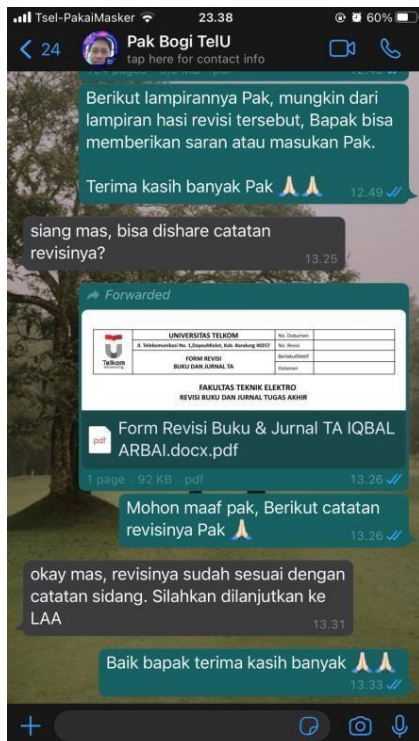 Tsel-PakaiMasker 23.38 60%
24 Pak Bogi TelU
tap here for contact info
Berikut lampirannya Pak, mungkin dari
lampiran hasi revisi tersebut, Bapak bisa
memberikan saran atau masukan Pak.
Terima kasih banyak Pak 🙏🏻🙏🏻 12.49
siang mas, bisa dishare catatan
revisinya?
13.25
Forwarded
UNIVERSITAS TELKOM
No. Dokumen
No. Revisi
FORM REVISI
BUKU DAN JURNAL TA
Halaman
Telkom
FAKULTAS TEKNIK ELEKTRO
REVISI BUKU DAN JURNAL TUGAS AKHIR
pdf
Form Revisi Buku & Jurnal TA IQBAL
ARBAI.docx.pdf
1 page · 92 KB · pdf 13.26
Mohon maaf pak, Berikut catatan
revisinya Pak 🙏🏻 13.26
okay mas, revisinya sudah sesuai dengan
catatan sidang. Silahkan dilanjutkan ke
LAA 13.31
Baik bapak terima kasih banyak 🙏🏻🙏🏻
13.33